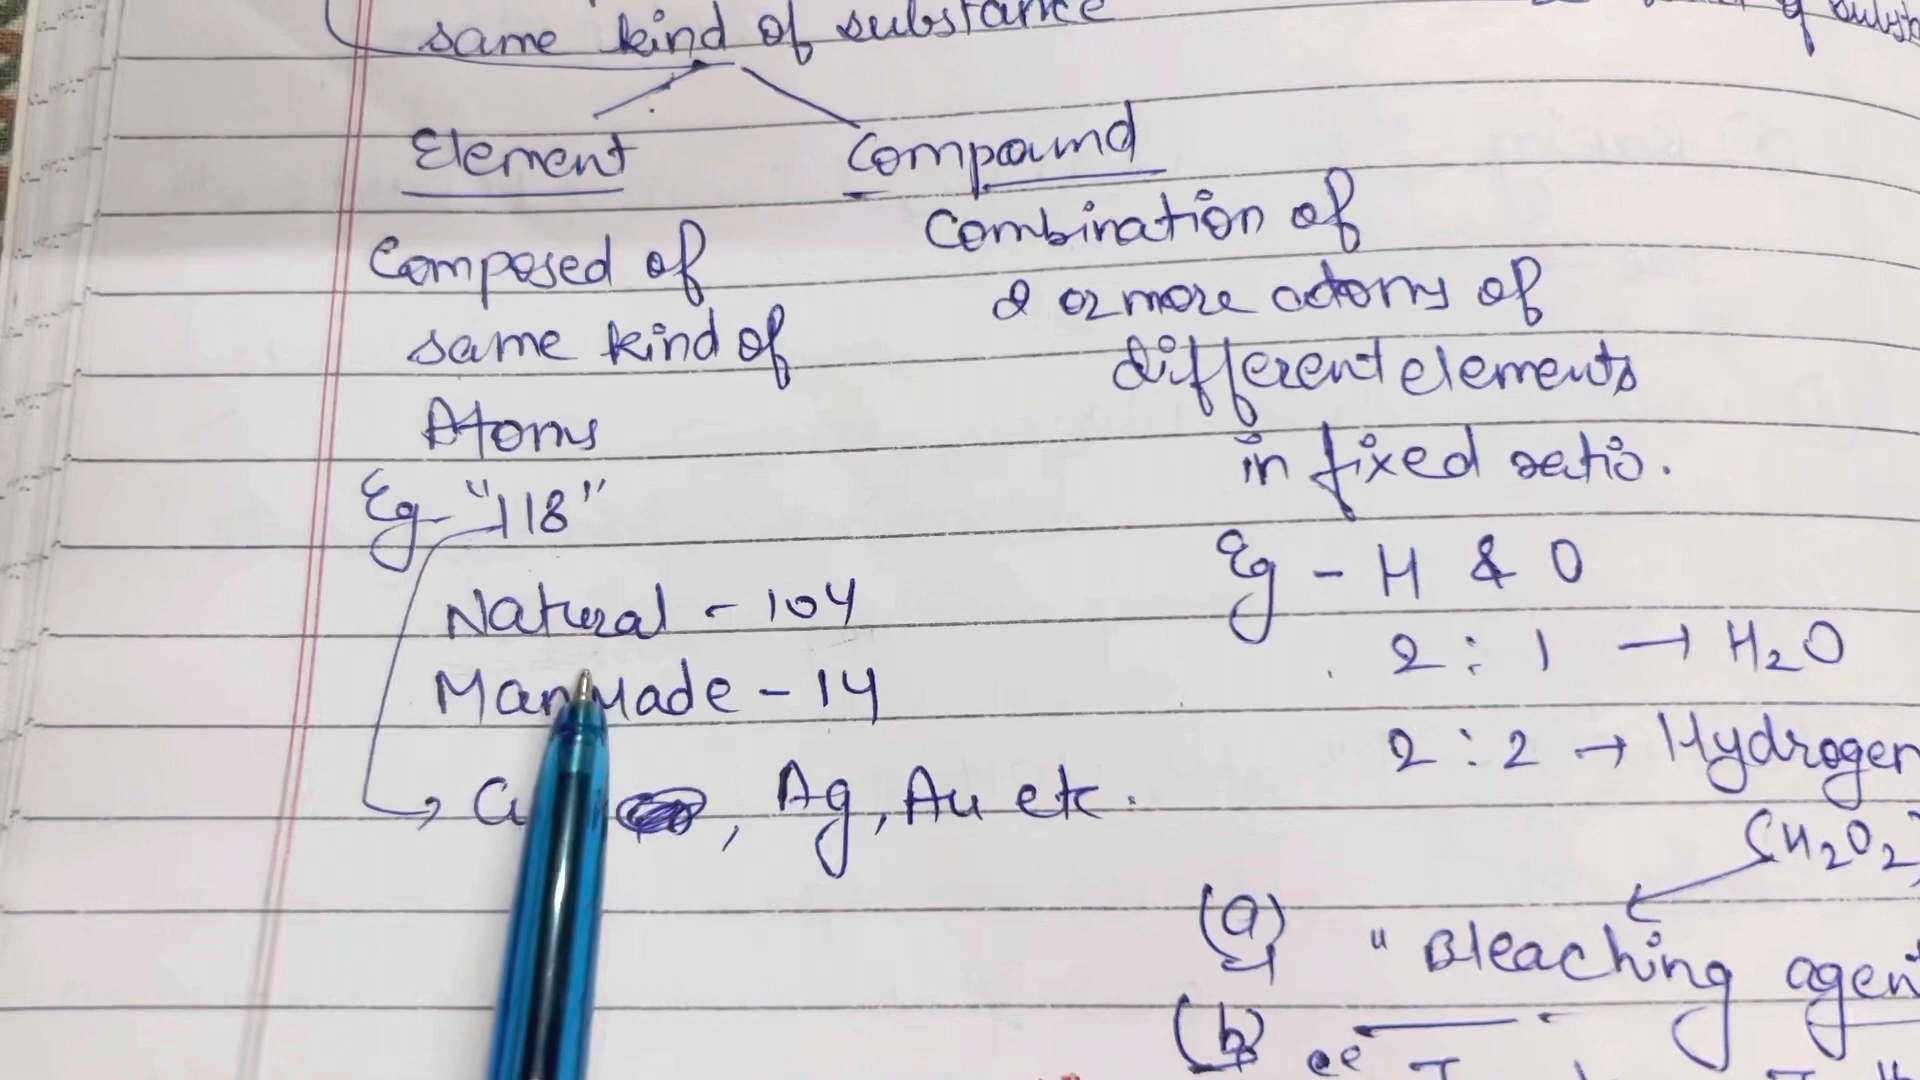 same kind of substance
Element
Composed of
same kind of
Atoms
Eg - "118"
Natural - 104
Manmade - 14
, Ag, Au etc.
Compound
Combination of
2 or more atoms of
different elements
in fixed ratio.
Eg - H & O
2 : 1 → H₂O
2 : 2 → Hydrogen
(H₂O₂)
(a) "Bleaching agent
(b)